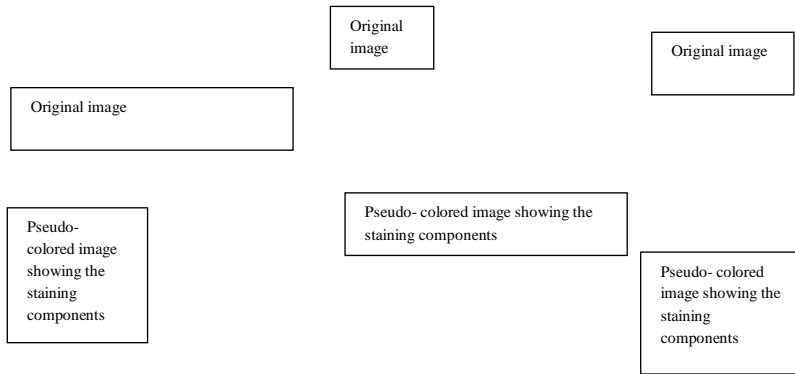 Original
image
Original image
Original image
Pseudo- colored image showing the
staining components
Pseudo-
colored image
showing the
staining
components
Pseudo- colored
image showing the
staining
components